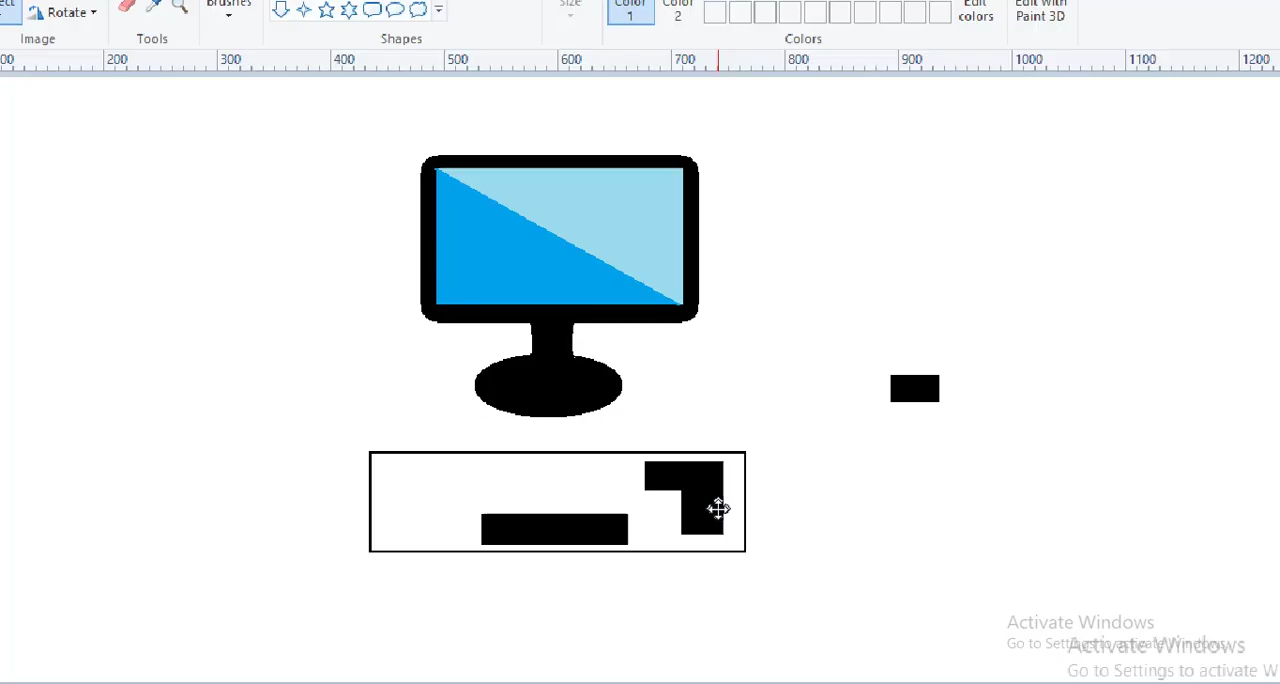 Rotate
Brushes
Size
Color
1
Color
2
Edit
colors
Edit with
Paint 3D
Image
Tools
Shapes
Colors
200
300
400
500
600
700
800
900
1000
1100
1200
Activate Windows
Go to Settings to activate Windows.
Activate Windows
Go to Settings to activate W